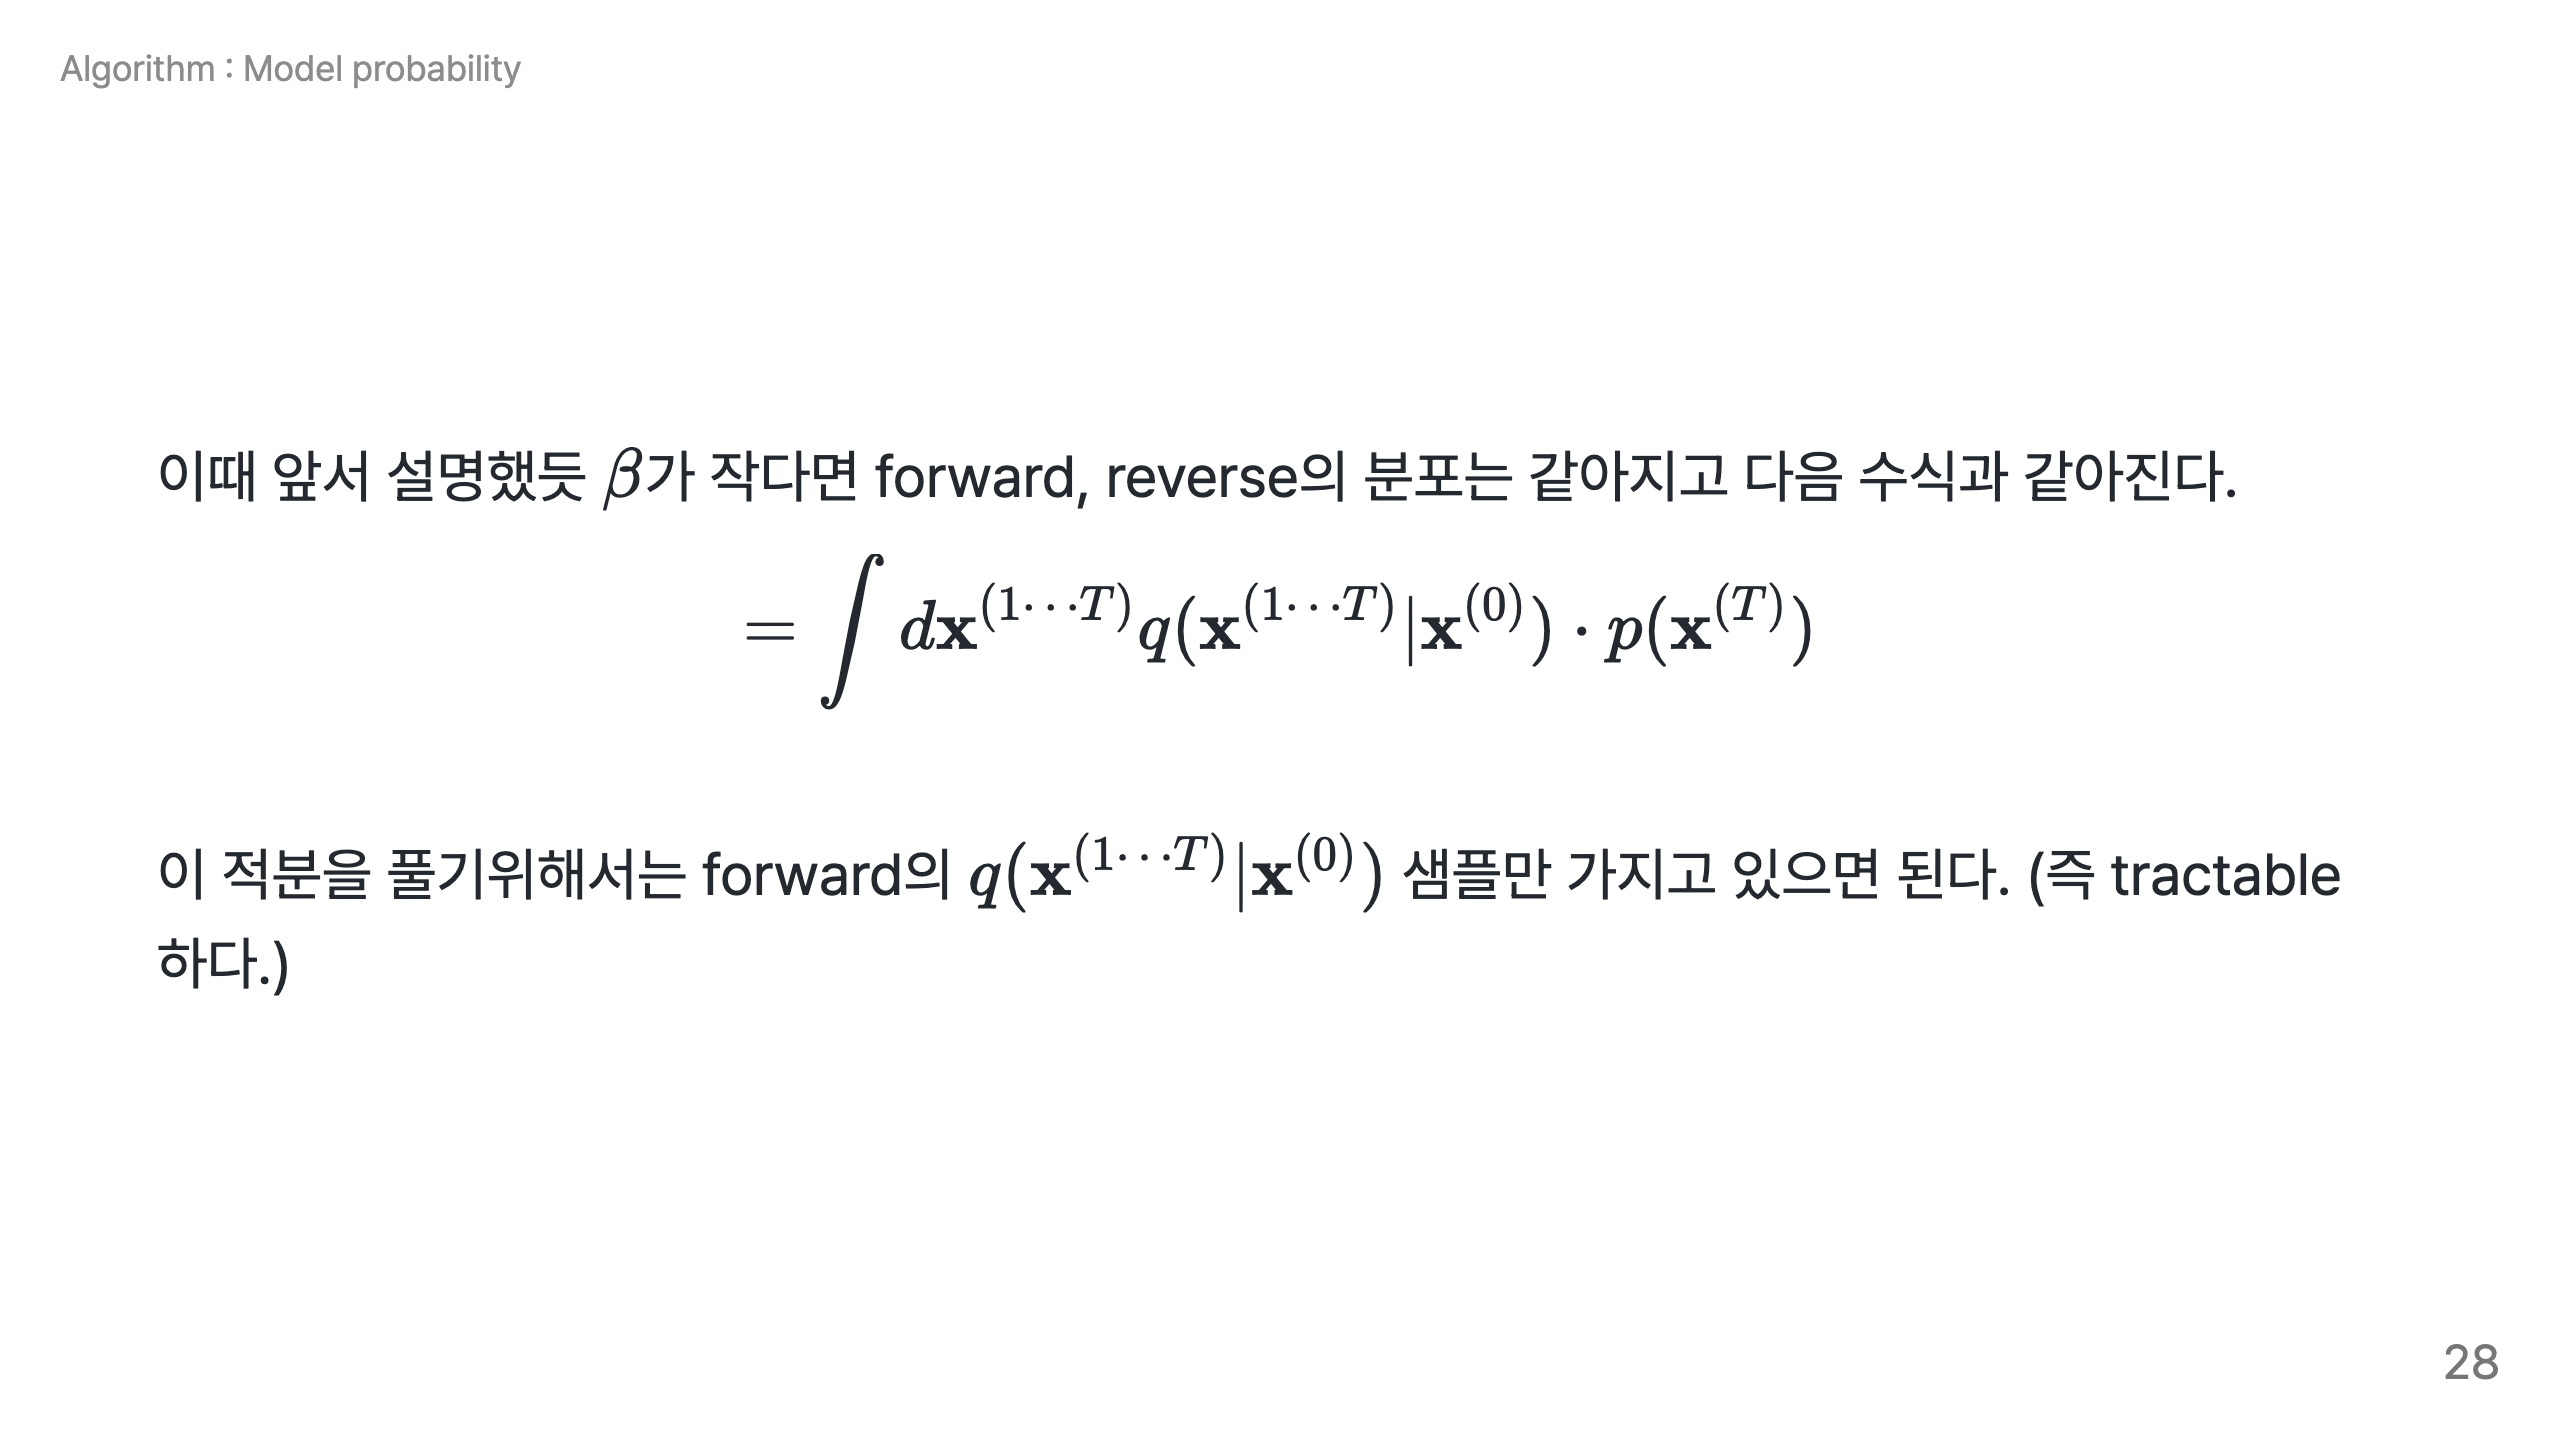 Algorithm : Model probability
이때 앞서 설명했듯 β가 작다면 forward, reverse의 분포는 같아지고 다음 수식과 같아진다.
= ∫ d𝐱^(1···T) q(𝐱^(1···T)|𝐱^(0)) · p(𝐱^(T))
이 적분을 풀기위해서는 forward의 q(𝐱^(1···T)|𝐱^(0)) 샘플만 가지고 있으면 된다. (즉 tractable
하다.)
28